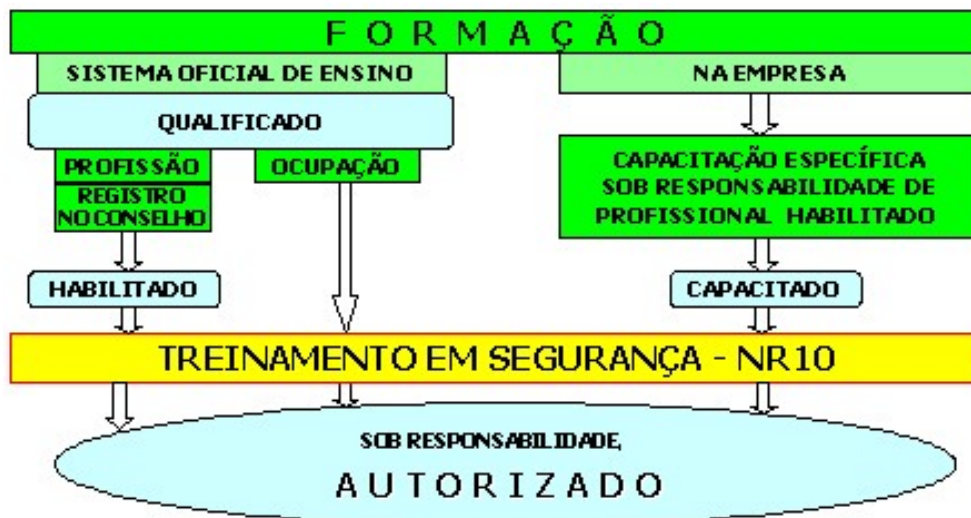 FORMAÇÃO
SISTEMA OFICIAL DE ENSINO
NA EMPRESA
QUALIFICADO
PROFISSÃO
OCUPAÇÃO
REGISTRO
NO CONSELHO
CAPACITAÇÃO ESPECÍFICA
SOB RESPONSABILIDADE DE
PROFISSIONAL HABILITADO
HABILITADO
CAPACITADO
TREINAMENTO EM SEGURANÇA - NR10
SOB RESPONSABILIDADE,
AUTORIZADO